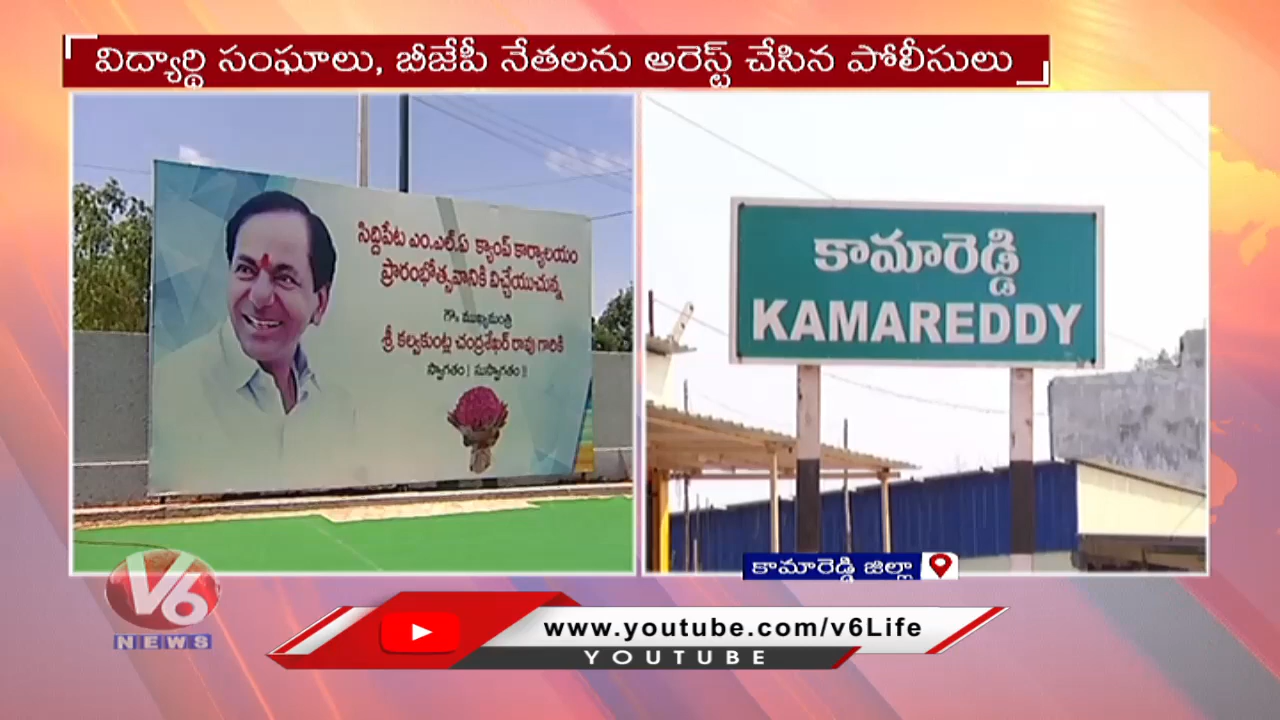 విద్యార్థి సంఘాలు, బీజేపీ నేతలను అరెస్ట్ చేసిన పోలీసులు
సిద్దిపేట ఎం.ఎల్.ఏ క్యాంప్ కార్యాలయం
ప్రారంభోత్సవానికి విచ్చేయుచున్న
గౌ॥ ముఖ్యమంత్రి
శ్రీ కల్వకుంట్ల చంద్రశేఖర్ రావు గారికి
స్వాగతం! సుస్వాగతం!!
కామారెడ్డి
KAMAREDDY
కామారెడ్డి జిల్లా
V6
NEWS
www.youtube.com/v6Life
YOUTUBE